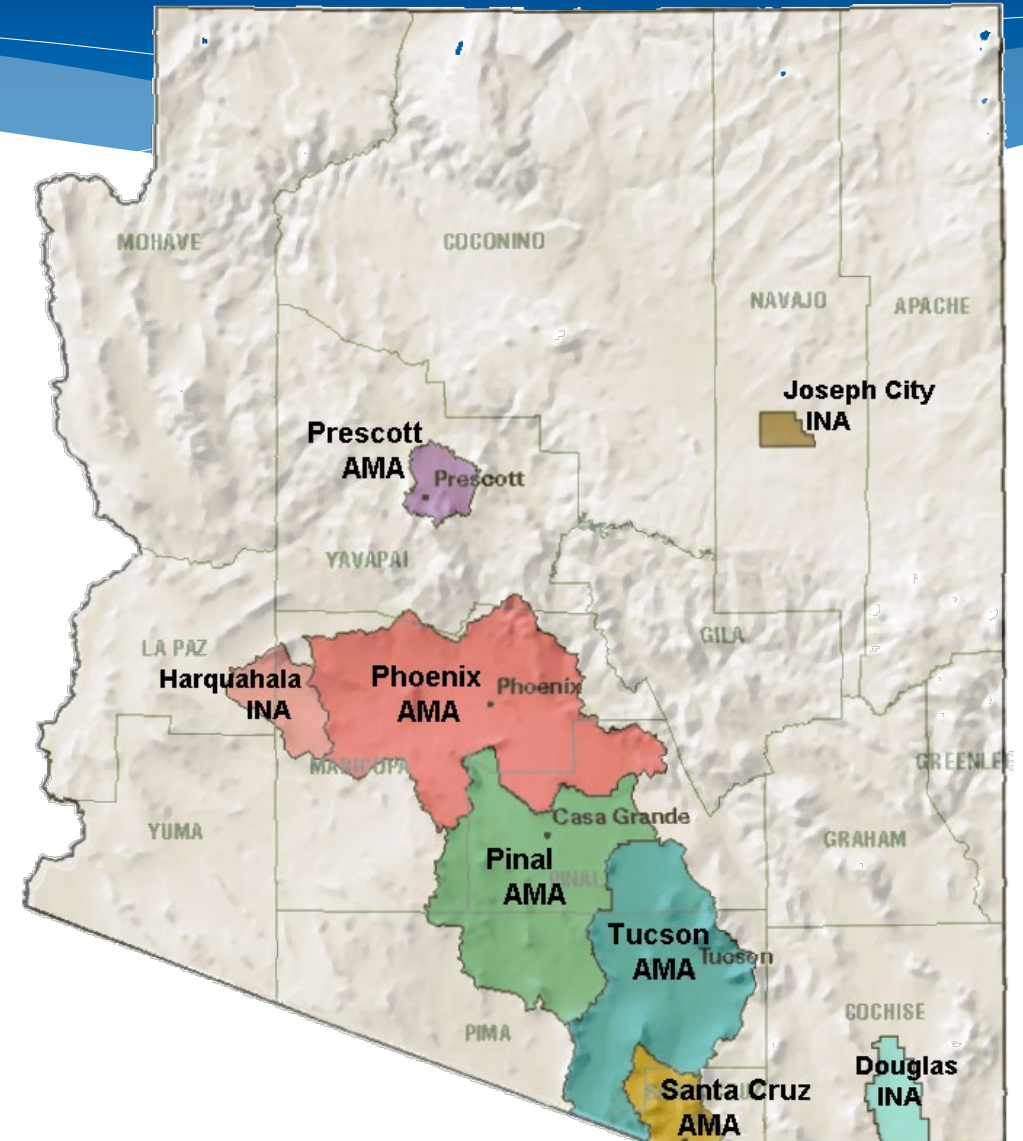 MOHAVE
COCONINO
NAVAJO
APACHE
Joseph City
INA
Prescott
AMA
Prescott
YAVAPAI
GILA
LA PAZ
Harquahala
INA
Phoenix
AMA
Phoenix
MARICOPA
GREENLE
YUMA
Casa Grande
GRAHAM
Pinal
AMA
PINAL
Tucson
AMA
Tucson
COCHISE
PIMA
Douglas
INA
Santa Cruz
AMA